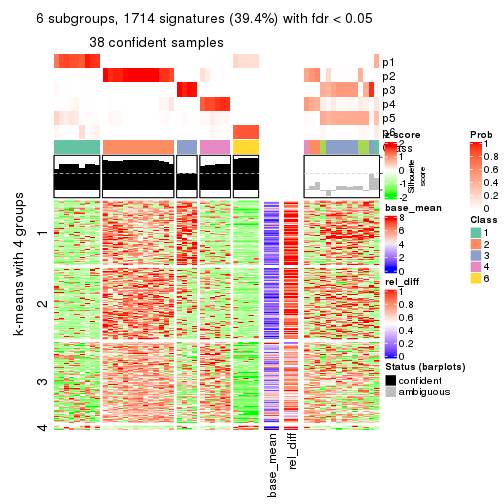 6 subgroups, 1714 signatures (39.4%) with fdr < 0.05
38 confident samples
p1
p2
p3
p4
p5
p6
Class
k-means with 4 groups
1
2
3
4
base_mean
rel_diff
z-score
2
1
0
-1
-2
Silhouette
score
base_mean
8
6
4
2
0
rel_diff
1
0.8
0.6
0.4
0.2
0
Status (barplots)
confident
ambiguous
Prob
1
0.8
0.6
0.4
0.2
0
Class
1
2
3
4
5
6